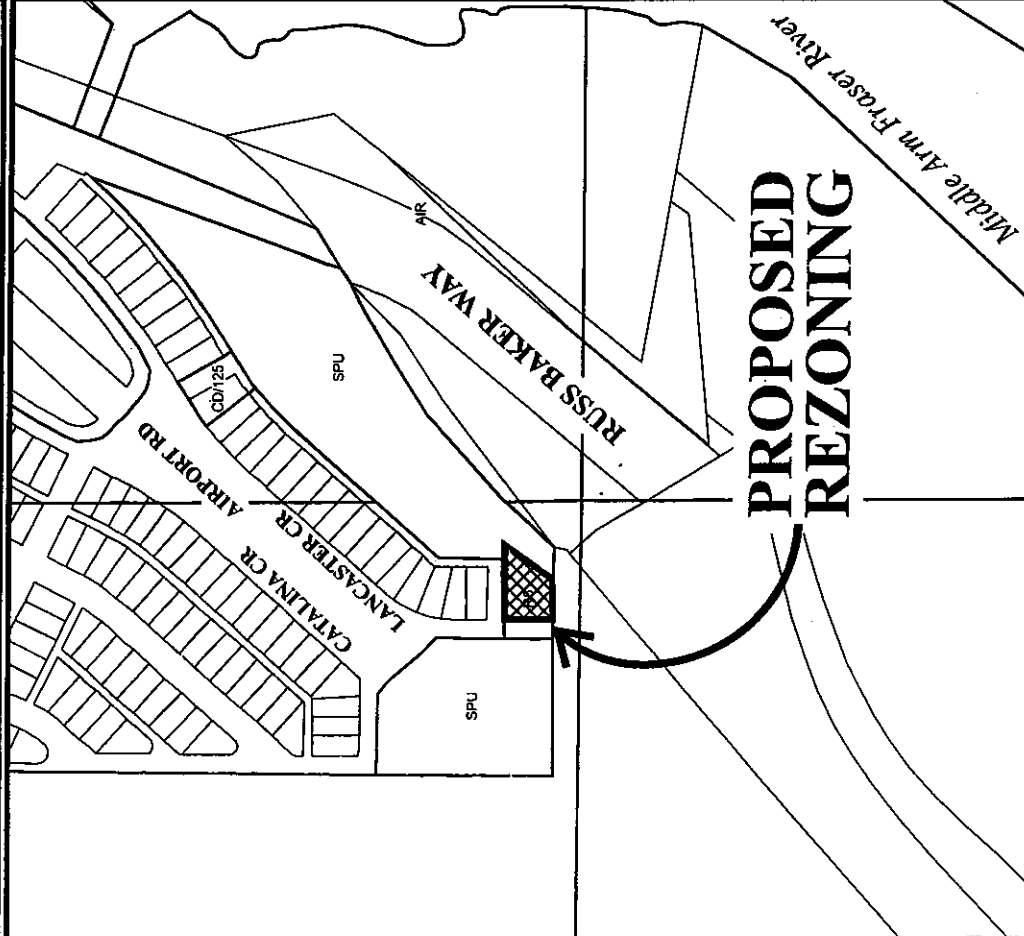 Middle Arm Fraser River
AIR
RUSS BAKER WAY
SPU
CD/125
AIRPORT RD
LANCASTER CR
CATALINA CR
SPU
PROPOSED
REZONING